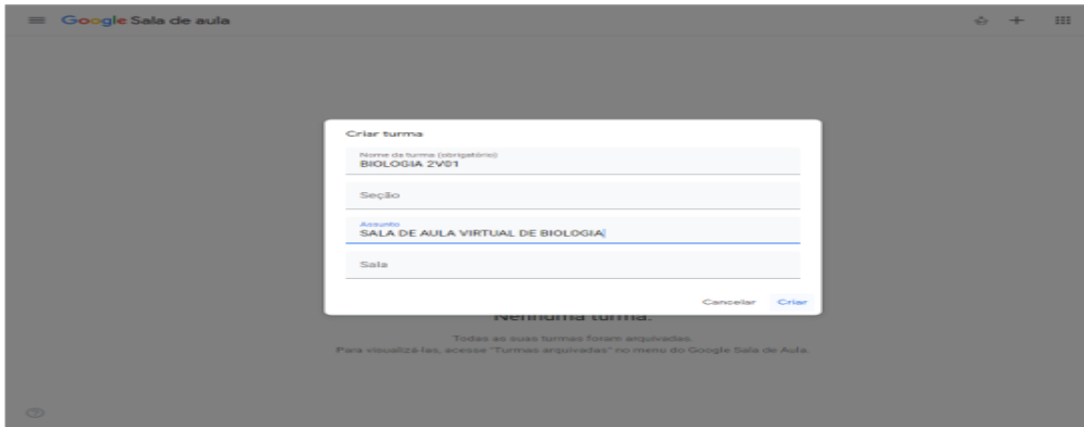 Google Sala de aula
Criar turma
Nome da turma (obrigatório)
BIOLOGIA 2V01
Seção
Assunto
SALA DE AULA VIRTUAL DE BIOLOGIA
Sala
Cancelar Criar
Nenhuma turma.
Todas as suas turmas foram arquivadas.
Para visualizá-las, acesse "Turmas arquivadas" no menu do Google Sala de Aula.